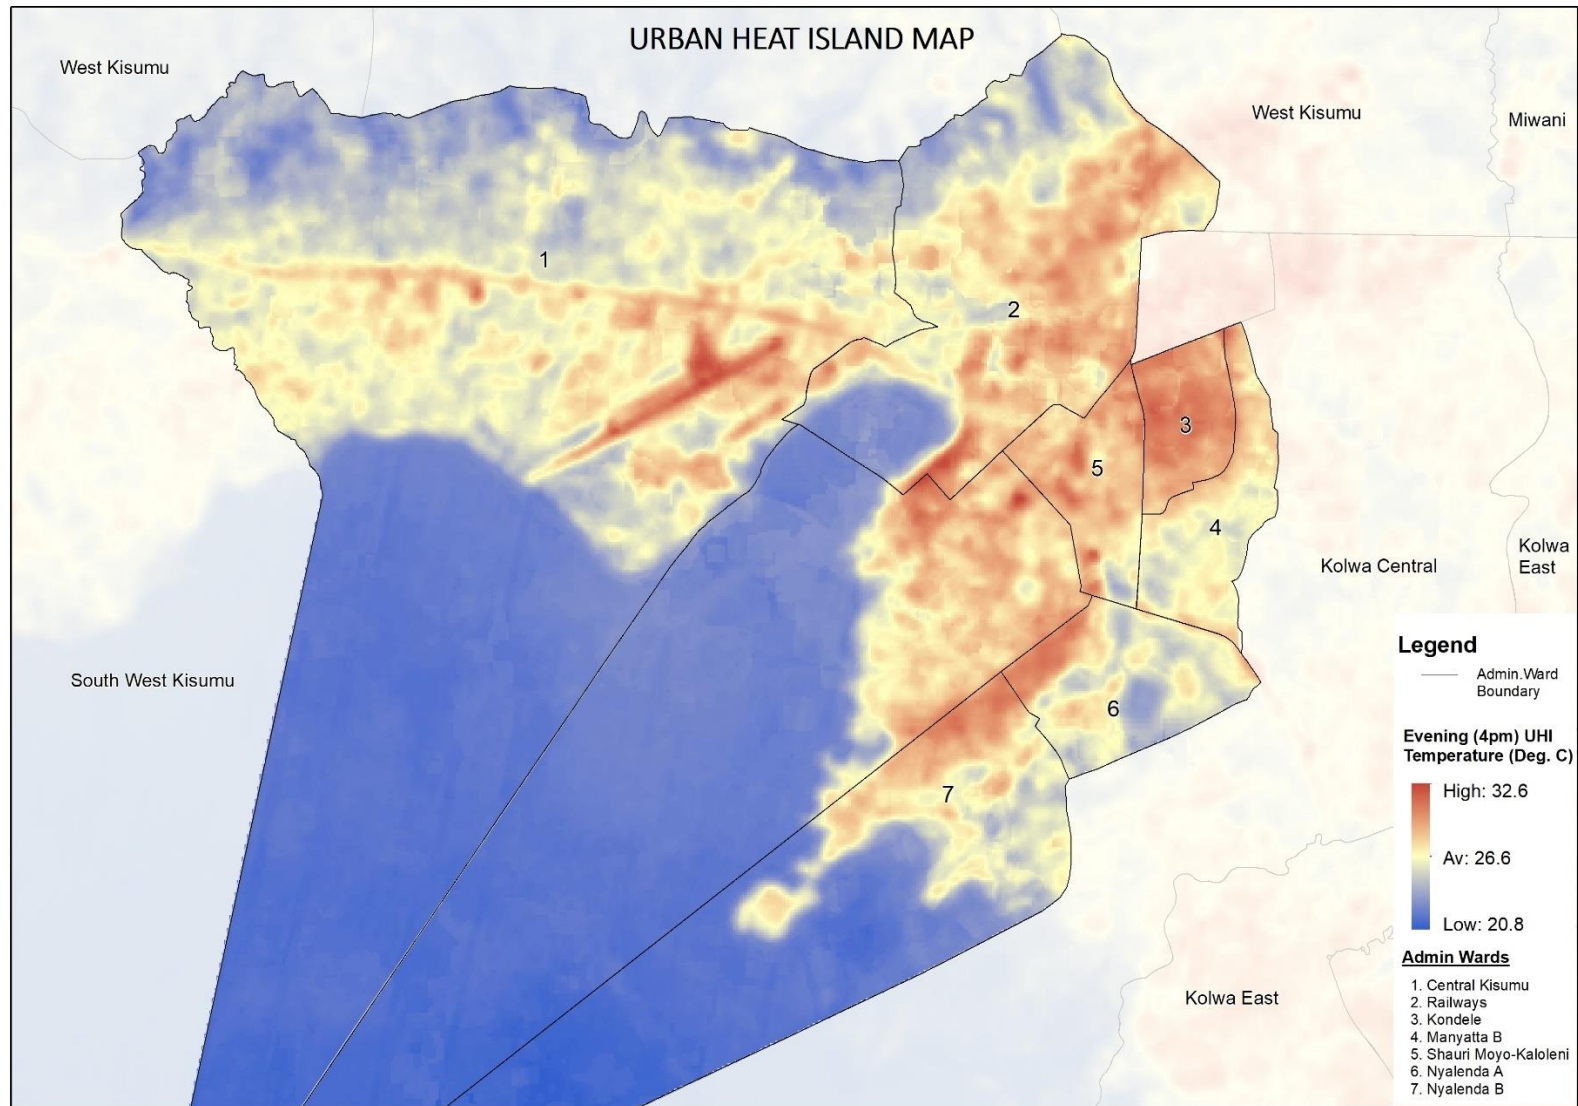 URBAN HEAT ISLAND MAP
West Kisumu
West Kisumu
Miwani
1
2
3
5
4
Kolwa Central
Kolwa
East
South West Kisumu
6
7
Kolwa East
Legend
Admin.Ward
Boundary
Evening (4pm) UHI
Temperature (Deg. C)
High: 32.6
Av: 26.6
Low: 20.8
Admin Wards
1. Central Kisumu
2. Railways
3. Kondele
4. Manyatta B
5. Shauri Moyo-Kaloleni
6. Nyalenda A
7. Nyalenda B